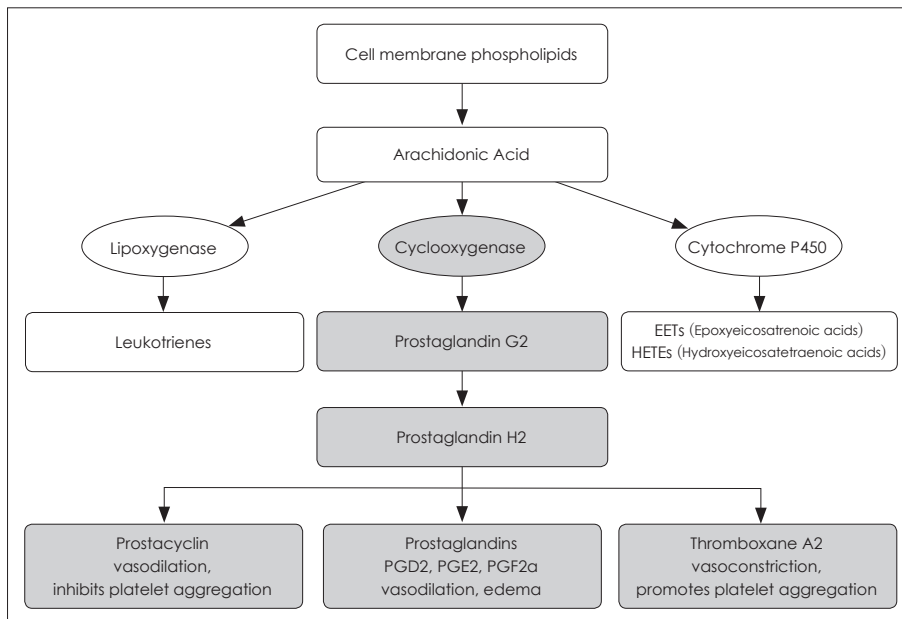 Cell membrane phospholipids
Arachidonic Acid
Lipoxygenase
Cyclooxygenase
Cytochrome P450
Leukotrienes
Prostaglandin G2
EETs (Epoxyeicosatrenoic acids)
HETEs (Hydroxyeicosatetraenoic acids)
Prostaglandin H2
Prostacyclin
vasodilation,
inhibits platelet aggregation
Prostaglandins
PGD2, PGE2, PGF2a
vasodilation, edema
Thromboxane A2
vasoconstriction,
promotes platelet aggregation